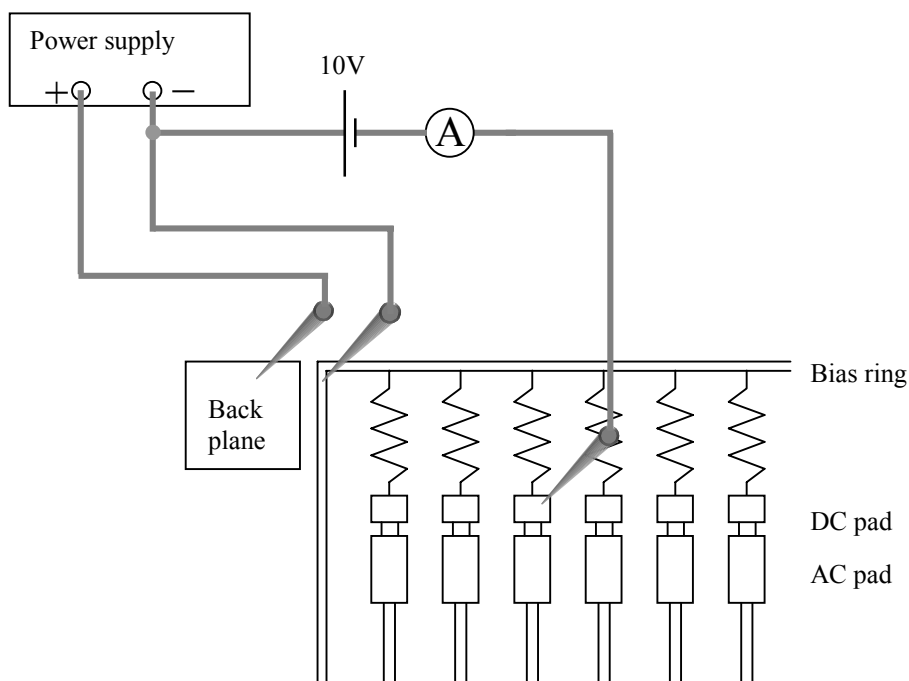 Power supply
+ −
10V
A
Back
plane
Bias ring
DC pad
AC pad